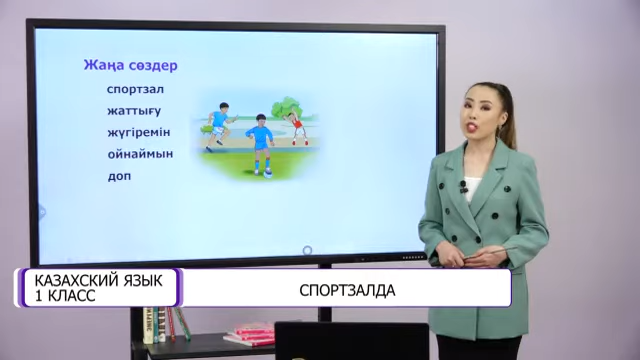 Жаңа сөздер
спортзал
жаттығу
жүгіремін
ойнаймын
доп
КАЗАХСКИЙ ЯЗЫК
1 КЛАСС
СПОРТЗАЛДА